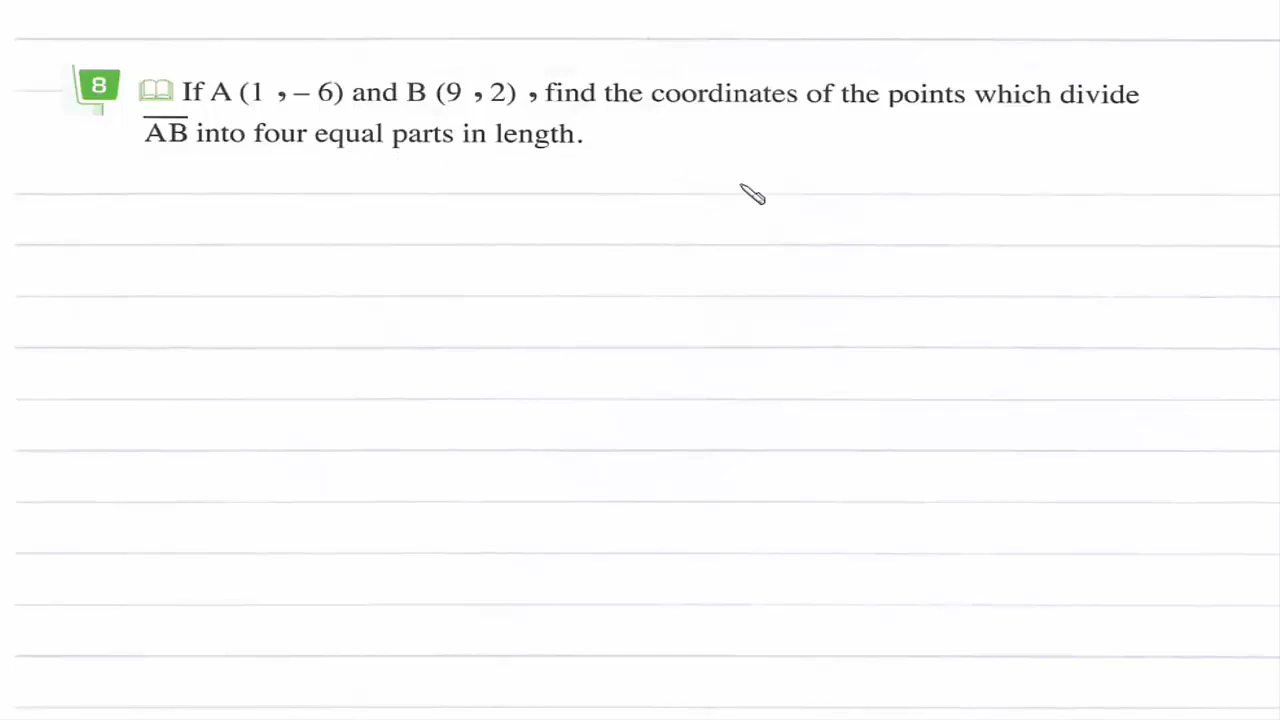 8 If A (1 , – 6) and B (9 , 2) , find the coordinates of the points which divide
AB into four equal parts in length.